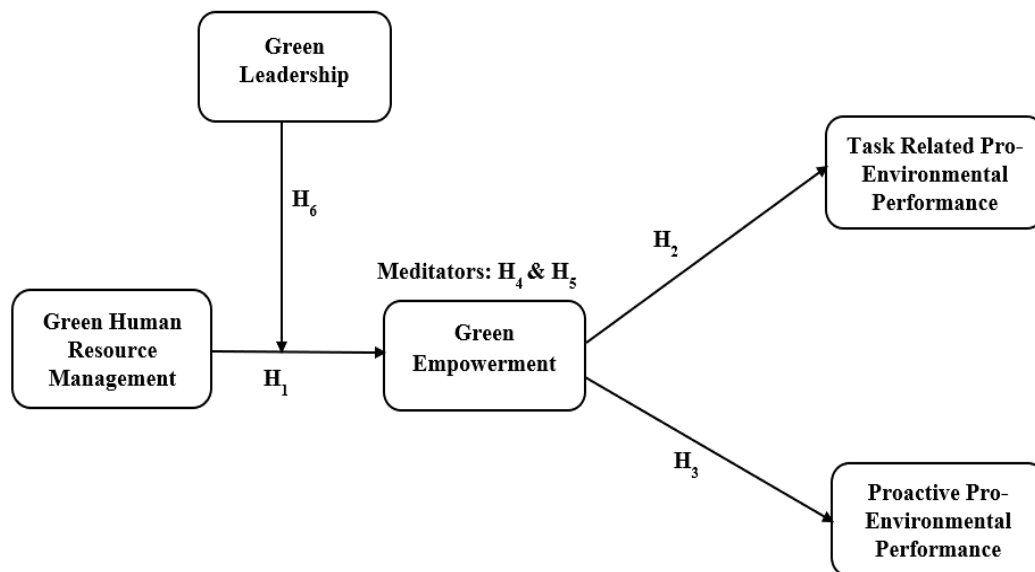 Green
Leadership
Task Related Pro-
Environmental
Performance
H₆
H₂
Meditators: H₄ & H₅
Green Human
Resource
Management
Green
Empowerment
H₁
H₃
Proactive Pro-
Environmental
Performance